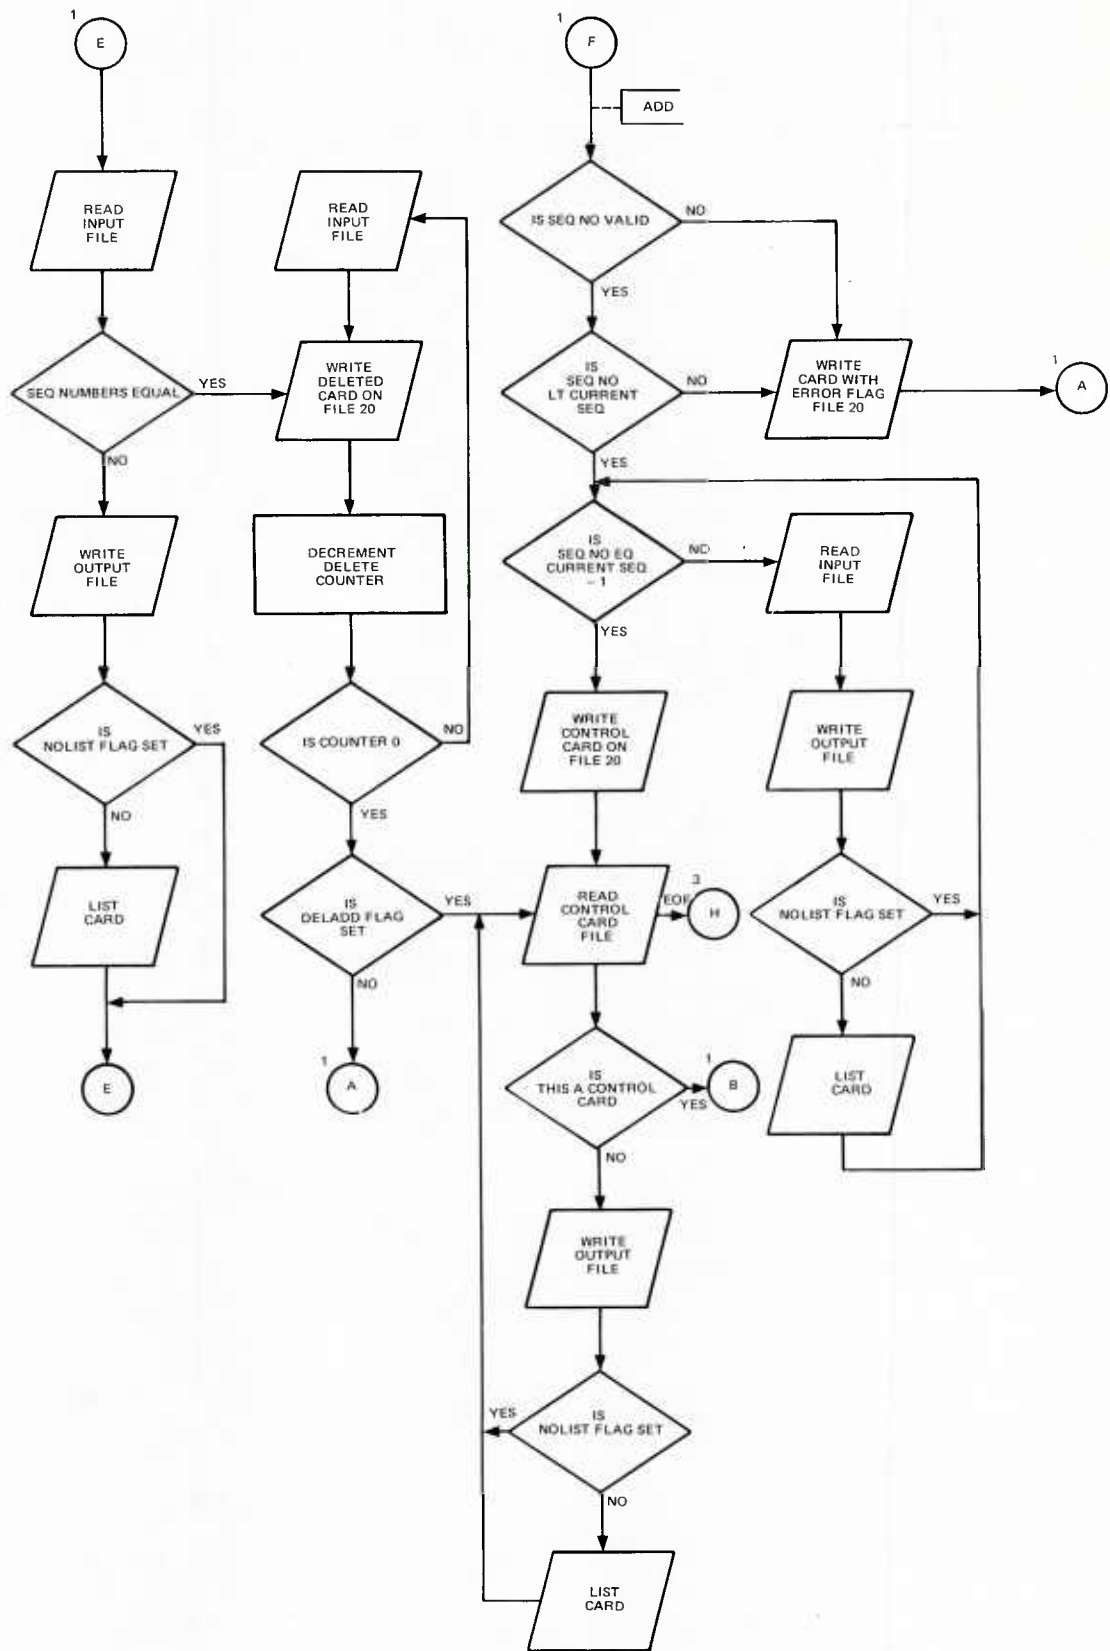 1
E
READ
INPUT
FILE
SEQ NUMBERS EQUAL
YES
NO
WRITE
OUTPUT
FILE
IS
NOLIST FLAG SET
YES
NO
LIST
CARD
E
READ
INPUT
FILE
WRITE
DELETED
CARD ON
FILE 20
DECREMENT
DELETE
COUNTER
IS COUNTER 0
NO
YES
IS
DELADD FLAG
SET
YES
NO
1
A
1
F
ADD
IS SEQ NO VALID
NO
YES
IS
SEQ NO
LT CURRENT
SEQ
NO
YES
WRITE
CARD WITH
ERROR FLAG
FILE 20
1
A
IS
SEQ NO EQ
CURRENT SEQ
- 1
NO
YES
WRITE
CONTROL
CARD ON
FILE 20
READ
CONTROL
CARD
FILE
EOF
3
H
IS
THIS A CONTROL
CARD
YES
1
B
NO
WRITE
OUTPUT
FILE
IS
NOLIST FLAG SET
YES
NO
LIST
CARD
READ
INPUT
FILE
WRITE
OUTPUT
FILE
IS
NOLIST FLAG SET
YES
NO
LIST
CARD